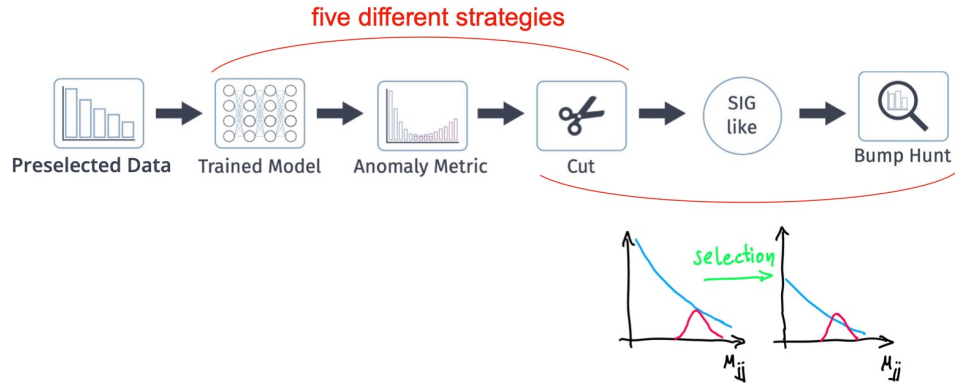 five different strategies
SIG
like
Preselected Data
Trained Model
Anomaly Metric
Cut
Bump Hunt
selection
Mjj
Mjj